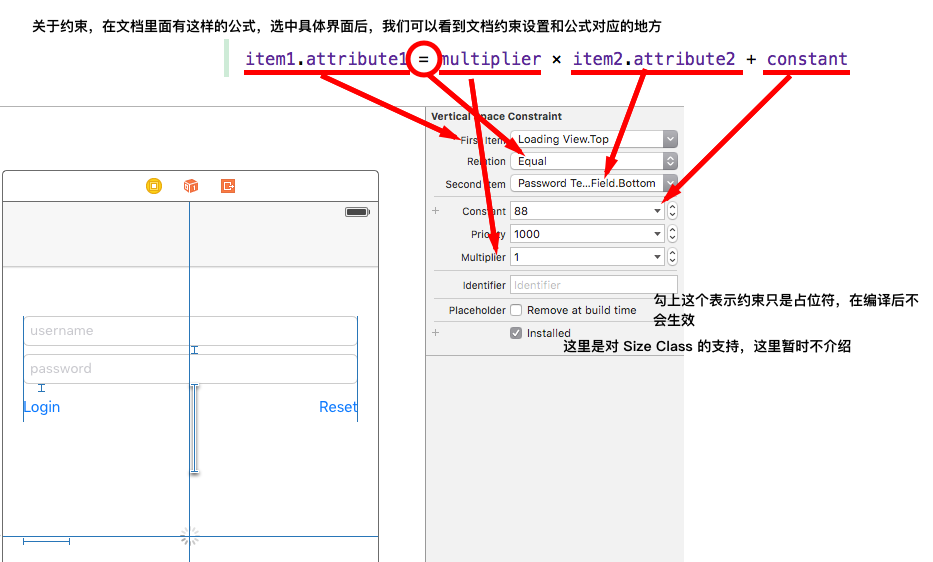 关于约束，在文档里面有这样的公式，选中具体界面后，我们可以看到文档约束设置和公式对应的地方
item1.attribute1 = multiplier × item2.attribute2 + constant
Vertical Space Constraint
First Item Loading View.Top
Relation Equal
Second Item Password Te...Field.Bottom
+ Constant 88
Priority 1000
Multiplier 1
Identifier Identifier
Placeholder Remove at build time
+ Installed
勾上这个表示约束只是占位符，在编译后不
会生效
这里是对 Size Class 的支持，这里暂时不介绍
username
password
Login Reset